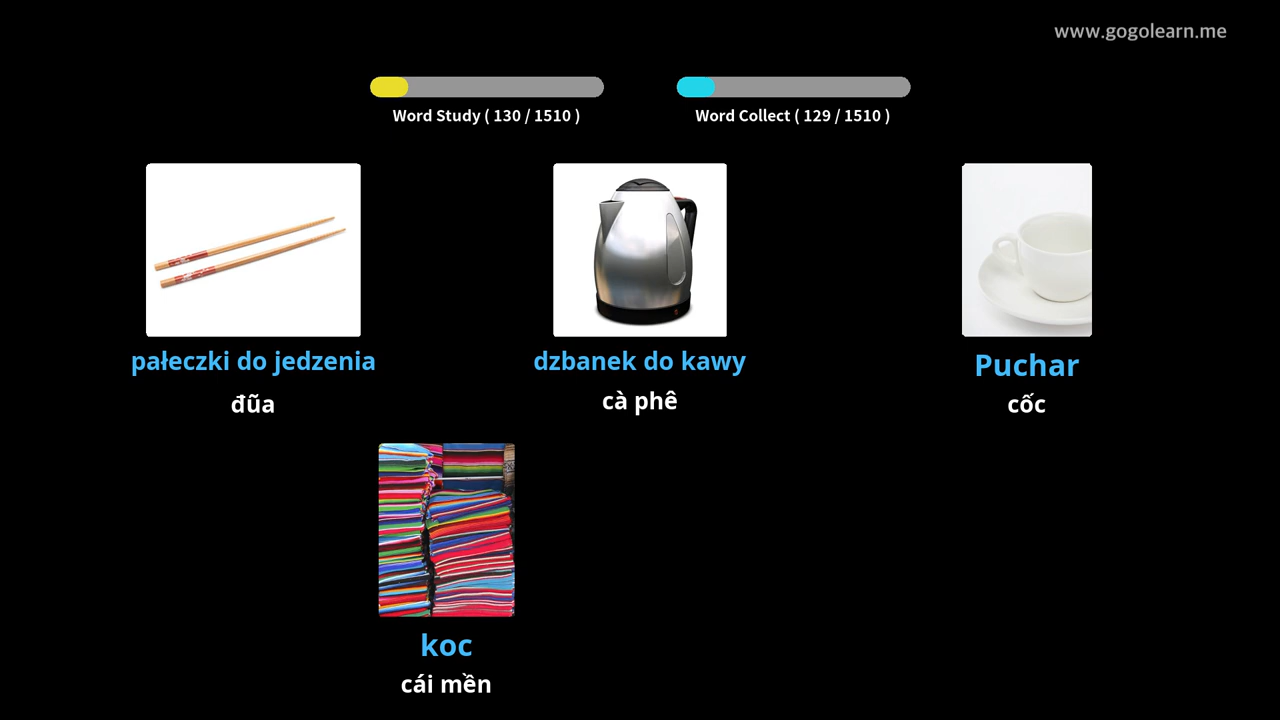 www.gogolearn.me
Word Study ( 130 / 1510 )
Word Collect ( 129 / 1510 )
pałeczki do jedzenia
đũa
dzbanek do kawy
cà phê
Puchar
cốc
koc
cái mền